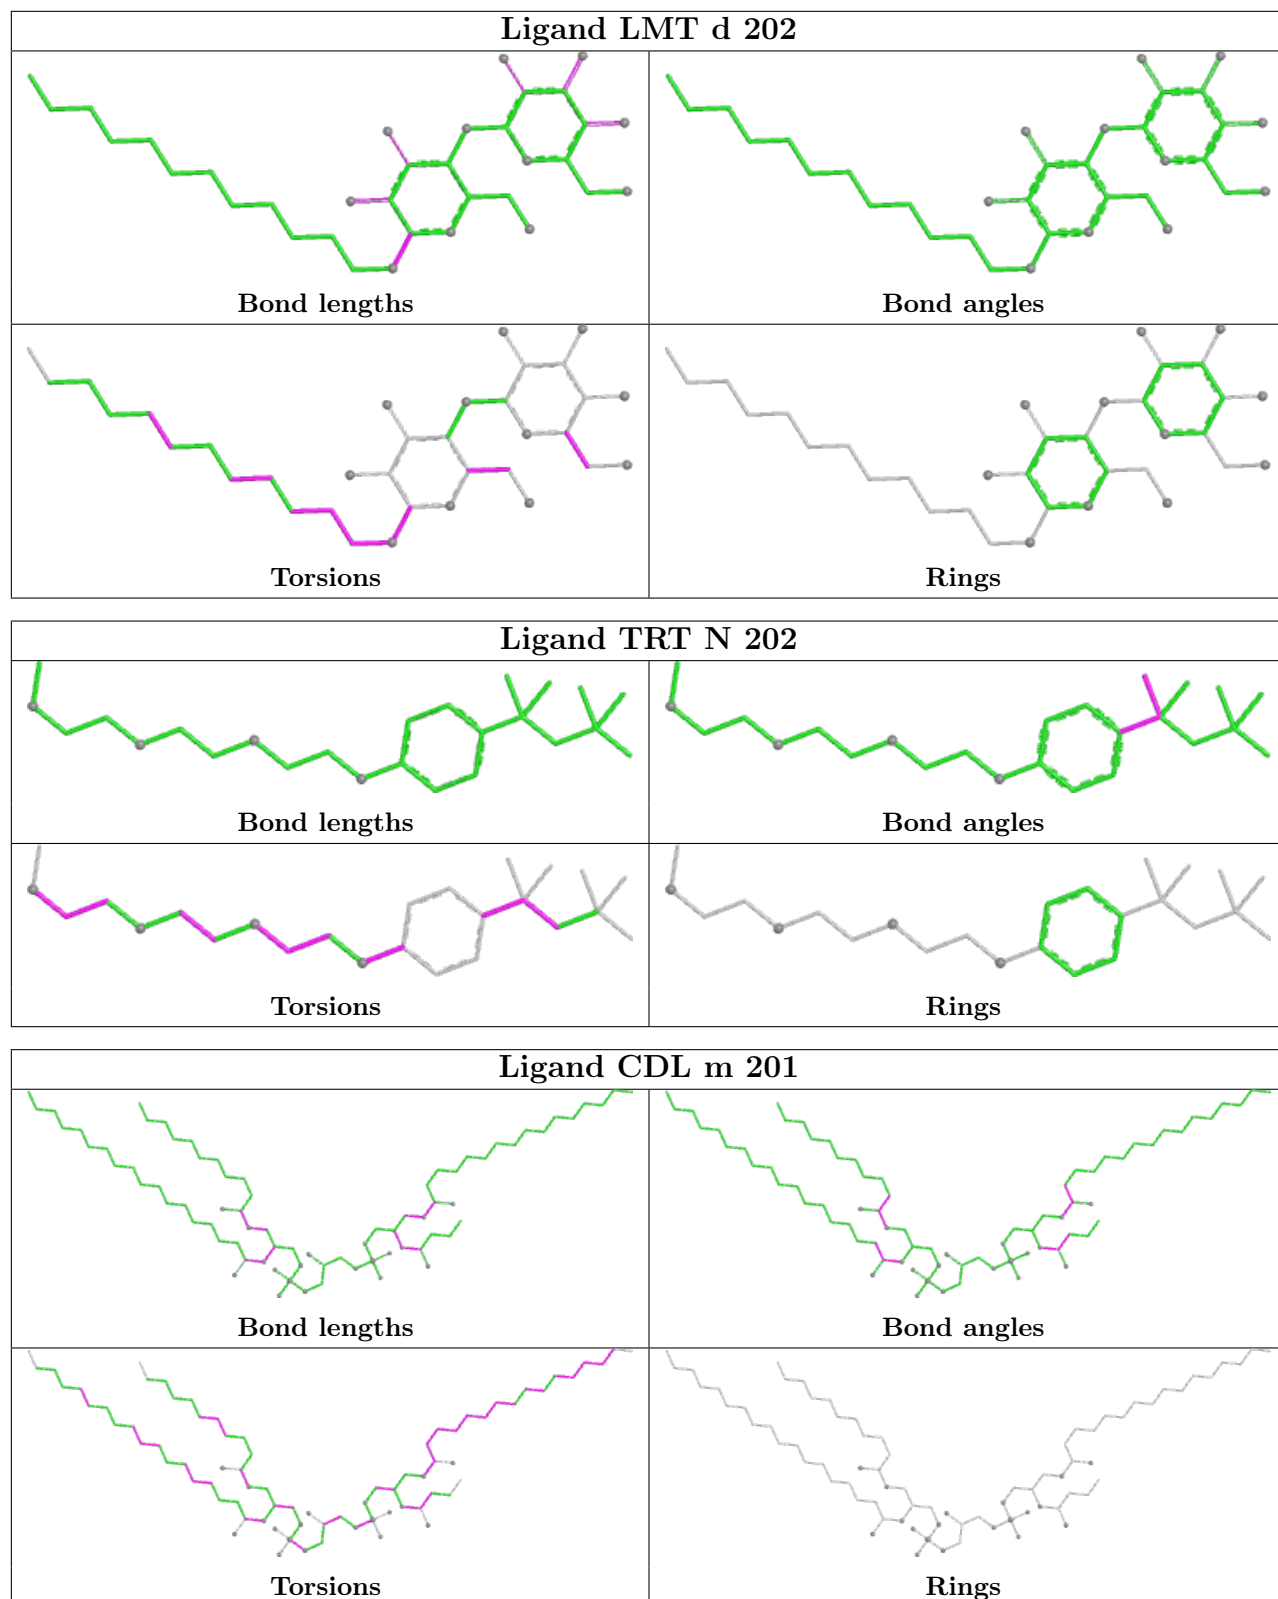 Ligand LMT d 202
Bond lengths
Bond angles
Torsions
Rings
Ligand TRT N 202
Bond lengths
Bond angles
Torsions
Rings
Ligand CDL m 201
Bond lengths
Bond angles
Torsions
Rings